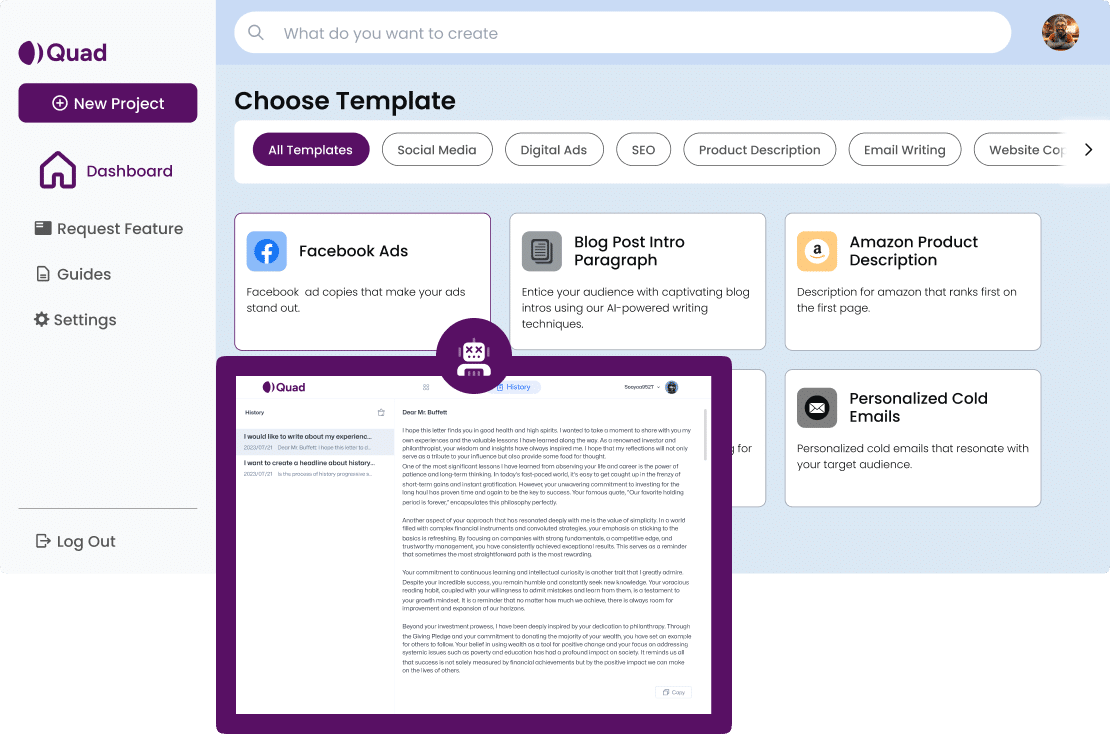 Quad
New Project
Dashboard
Request Feature
Guides
Settings
Log Out
What do you want to create
Choose Template
All Templates
Social Media
Digital Ads
SEO
Product Description
Email Writing
Website Cop
Facebook Ads
Facebook ad copies that make your ads
stand out.
Blog Post Intro
Paragraph
Entice your audience with captivating blog
intros using our AI-powered writing
techniques.
a
Amazon Product
Description
Description for amazon that ranks first on
the first page.
for
Personalized Cold
Emails
Personalized cold emails that resonate with
your target audience.
Quad
History
History
I would like to write about my experienc...
2023/07/21 Dear Mr. Buffett: I hope this letter to d...
I want to create a headline about history...
2023/07/21 Is the process of history progressive s...
Dear Mr. Buffett
I hope this letter finds you in good health and high spirits. I wanted to take a moment to share with you my
own experiences and the valuable lessons I have learned along the way. As a renowned investor and
philanthropist, your wisdom and insights have always inspired me. I hope that my reflections will not only
serve as a tribute to your influence but also provide some food for thought.
One of the most significant lessons I have learned from observing your life and career is the power of
patience and long-term thinking. In today's fast-paced world, it's easy to get caught up in the frenzy of
short-term gains and instant gratification. However, your unwavering commitment to investing for the
long haul has proven time and again to be the key to success. Your famous quote, "Our favorite holding
period is forever," encapsulates this philosophy perfectly.
Another aspect of your approach that has resonated deeply with me is the value of simplicity. In a world
filled with complex financial instruments and convoluted strategies, your emphasis on sticking to the
basics is refreshing. By focusing on companies with strong fundamentals, a competitive edge, and
trustworthy management, you have consistently achieved exceptional results. This serves as a reminder
that sometimes the most straightforward path is the most rewarding.
Your commitment to continuous learning and intellectual curiosity is another trait that I greatly admire.
Despite your incredible success, you remain humble and constantly seek new knowledge. Your voracious
reading habit, coupled with your willingness to admit mistakes and learn from them, is a testament to
your growth mindset. It is a reminder that no matter how much we achieve, there is always room for
improvement and expansion of our horizons.
Beyond your investment prowess, I have been deeply inspired by your dedication to philanthropy. Through
the Giving Pledge and your commitment to donating the majority of your wealth, you have set an example
for others to follow. Your belief in using wealth as a tool for positive change and your focus on addressing
systemic issues such as poverty and education has had a profound impact on society. It reminds us all
that success is not solely measured by financial achievements but by the positive impact we can make
on the lives of others.
Copy